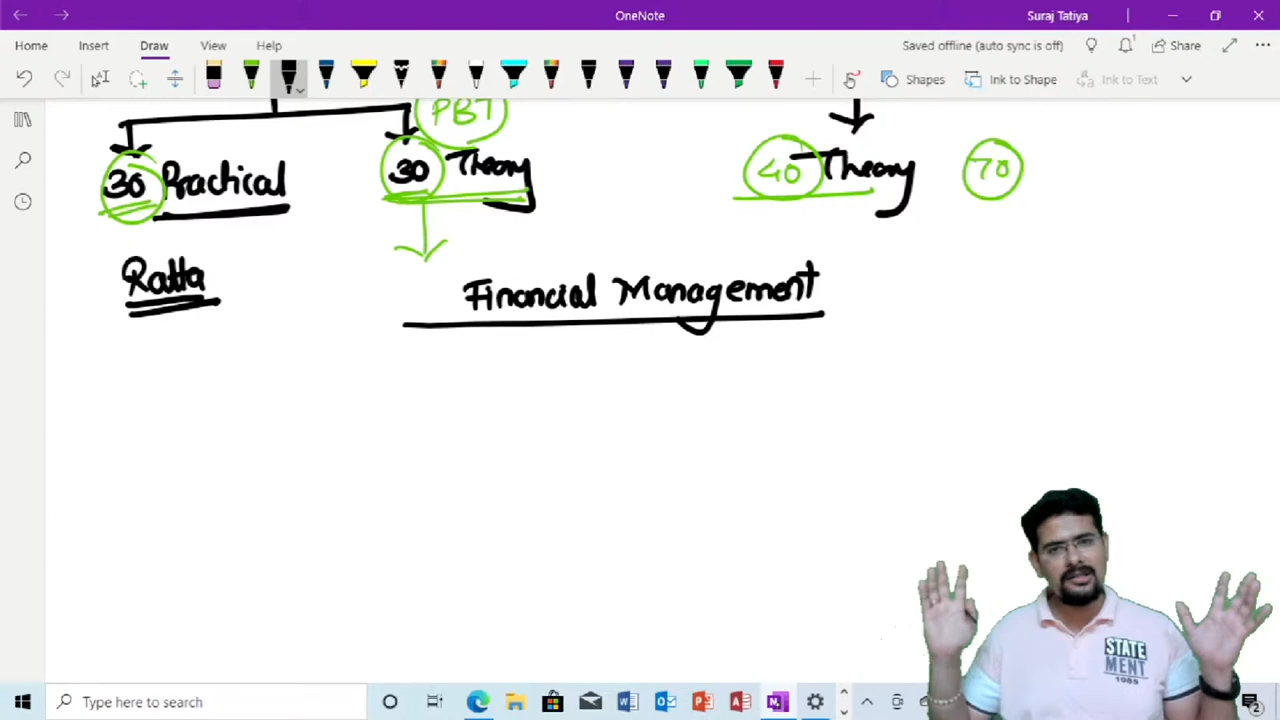 OneNote
Suraj Tatiya
Home Insert Draw View Help
Saved offline (auto sync is off)
Share
Shapes
Ink to Shape
Ink to Text
PBT
30 Practical
30 Theory
40 Theory
70
Ratta
Financial Management
STATE
MENT
1985
Type here to search
2